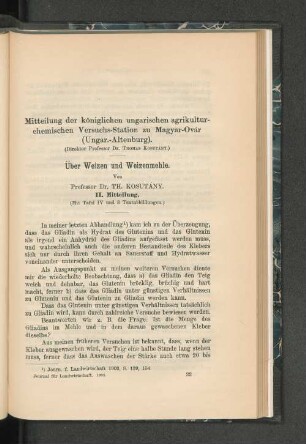 Mitteilung der königlichen ungarischen agrikultur-
chemischen Versuchs-Station zu Magyar-Óvár
(Ungar.-Altenburg).
(Direktor Professor Dr. Thomas Kosutány.)
Über Weizen und Weizenmehle.
Von
Professor Dr. TH. KOSUTÁNY.
II. Mitteilung.
(Mit Tafel IV und 3 Textabbildungen.)
In meiner letzten Abhandlung¹) kam ich zu der Überzeugung,
dass das Gliadin als Hydrat des Glutenins und das Glutenin
als irgend ein Anhydrid des Gliadins aufgefasst werden muss,
und wahrscheinlich auch die anderen Bestandteile des Klebers sich
nur durch ihren Gehalt an Sauerstoff und Hydratwasser
voneinander unterscheiden.
Als Ausgangspunkt zu meinen weiteren Versuchen diente
mir die wiederholte Beobachtung, dass a) das Gliadin den Teig
weich und dehnbar, das Glutenin bröcklig, brüchig und hart
macht, und b) dass das Gliadin unter günstigen Verhältnissen
zum Glutenin und das Glutenin zu Gliadin werden kann.
Dass das Glutenin unter günstigen Verhältnissen tatsächlich
zu Gliadin wird, kann durch zahlreiche Versuche bewiesen werden.
Beantworten wir z. B. die Frage: Ist die Menge des
Gliadins im Mehle und in dem daraus gewaschenen Kleber
dieselbe?
Aus meinen früheren Versuchen ist bekannt, dass, wenn der
Kleber ausgewaschen wird, der Teig eine halbe Stunde lang stehen
muss, ferner dass das Auswaschen der Stärke auch etwa 20 bis
¹) Journ. f. Landwirtschaft 1903, S. 139,
Journal für Landwirtschaft. 1903. 22